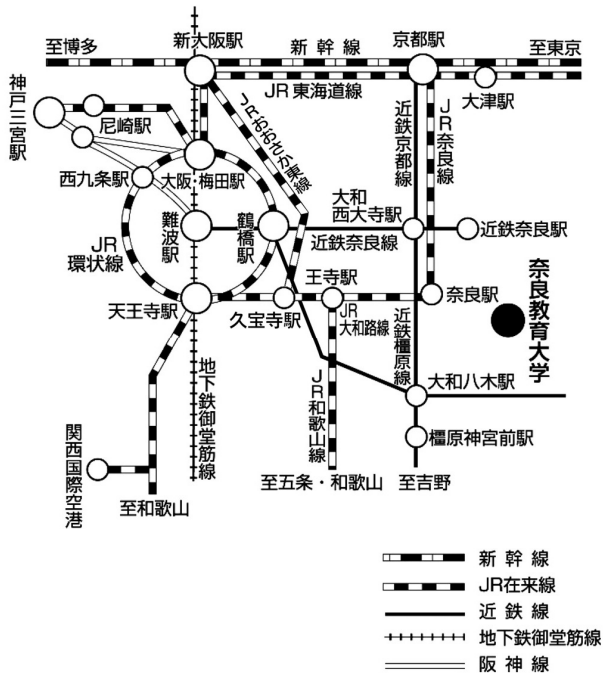 至博多
新大阪駅
新幹線
京都駅
至東京
JR東海道線
大津駅
神戸三宮駅
尼崎駅
JRおおさか東線
近鉄京都線
JR奈良線
西九条駅
大阪・梅田駅
大和
西大寺駅
難波駅
鶴橋駅
近鉄奈良線
近鉄奈良駅
JR
環状線
王寺駅
奈良駅
天王寺駅
久宝寺駅
JR
大和路線
近鉄橿原線
奈良教育大学
地下鉄御堂筋線
JR和歌山線
大和八木駅
関西国際空港
橿原神宮前駅
至和歌山
至五条・和歌山
至吉野
新幹線
JR在来線
近鉄線
地下鉄御堂筋線
阪神線